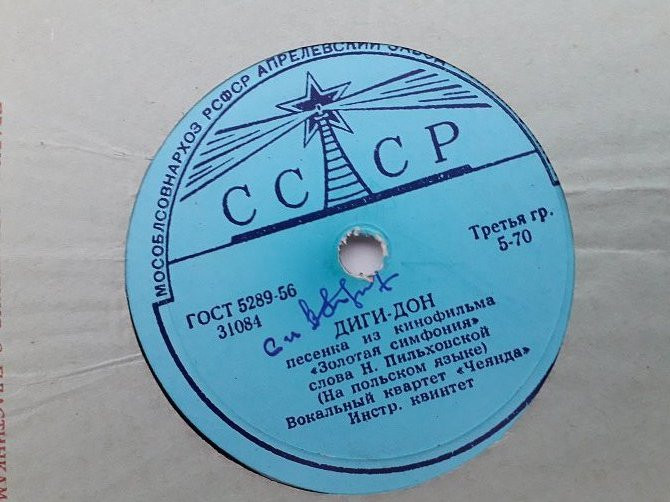 МОСОБЛСОВНАРХОЗ РСФСР АПРЕЛЕВСКИЙ ЗАВОД
СССР
Третья гр.
5-70
ГОСТ 5289-56
31084
ДИГИ-ДОН
песенка из кинофильма
«Золотая симфония»
слова Н. Пильховской
(На польском языке)
Вокальный квартет «Чеянда»
Инстр. квинтет